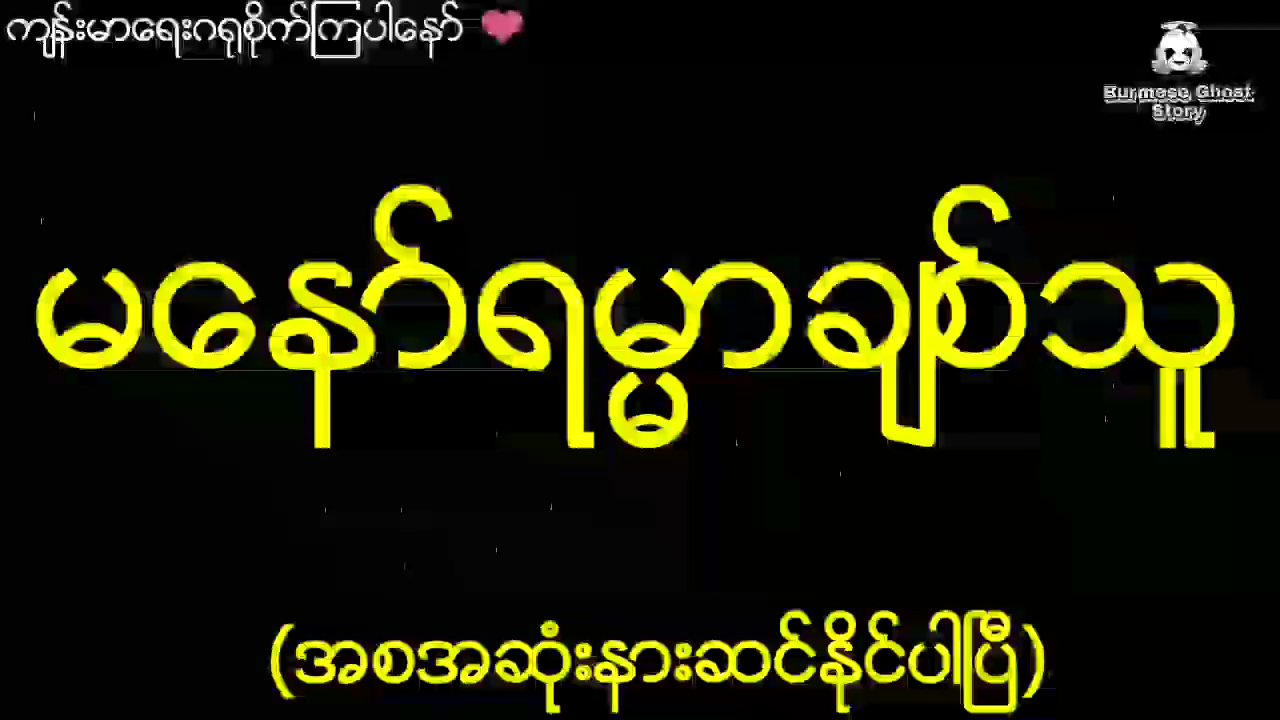 ကျန်းမာရေးဂရုစိုက်ကြပါနော် ❤
Burmese Ghost
Story
မနော်ရမ္မာချစ်သူ
(အစအဆုံးနားဆင်နိုင်ပါပြီ)